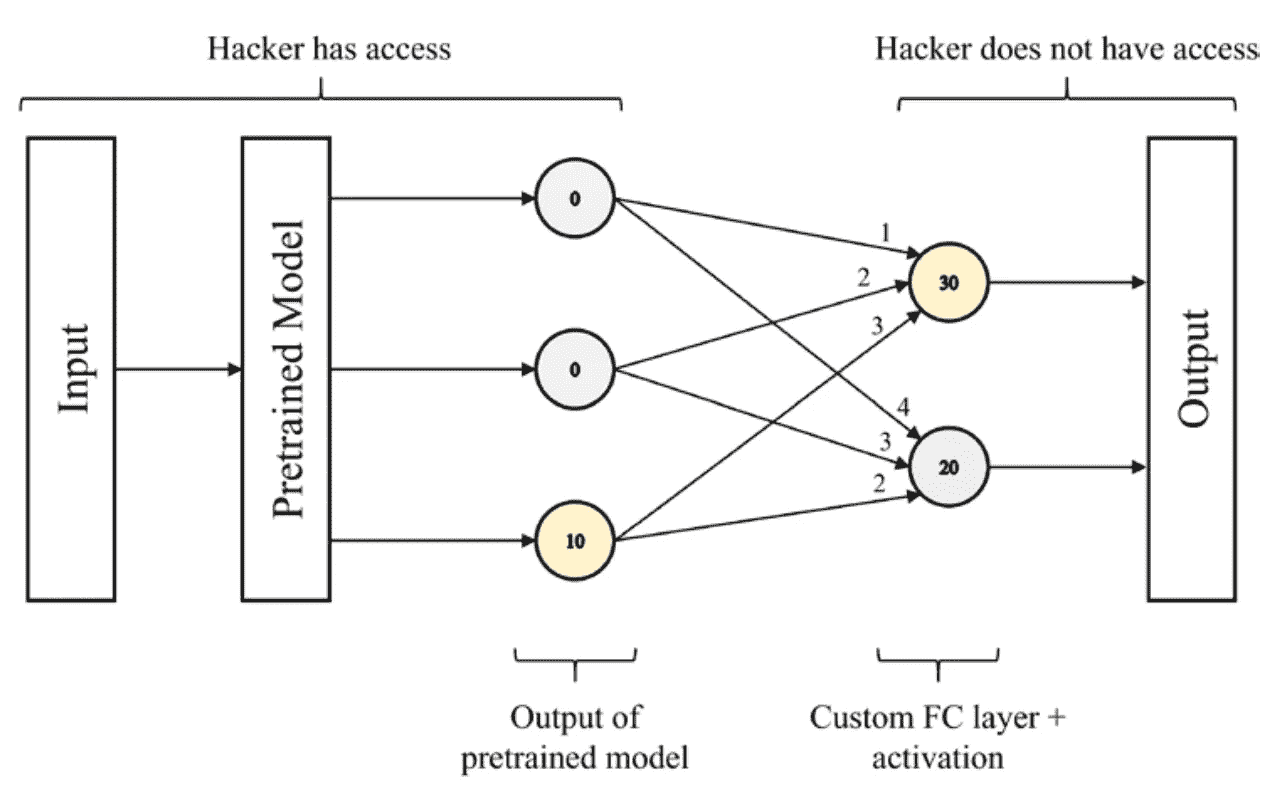 Hacker has access
Hacker does not have access
Input
Pretrained Model
0
0
10
1
2
3
4
3
2
30
20
Output
Output of
pretrained model
Custom FC layer +
activation